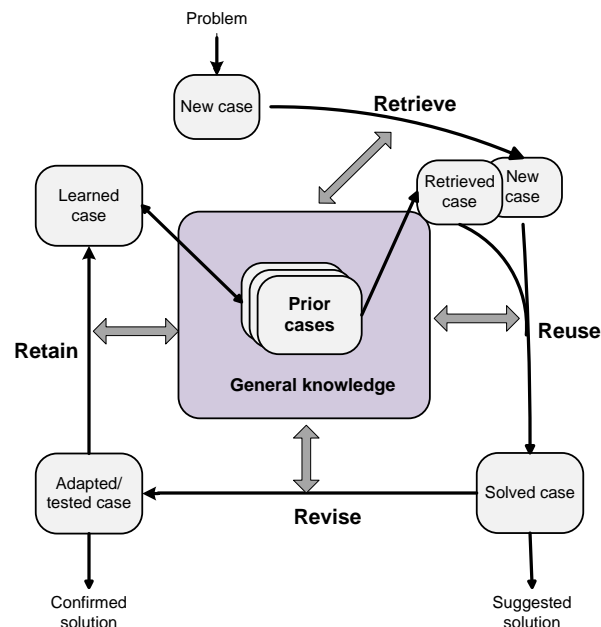 Problem
New case
Retrieve
Learned
case
Retrieved
case
New
case
Prior
cases
General knowledge
Reuse
Retain
Adapted/
tested case
Revise
Solved case
Confirmed
solution
Suggested
solution